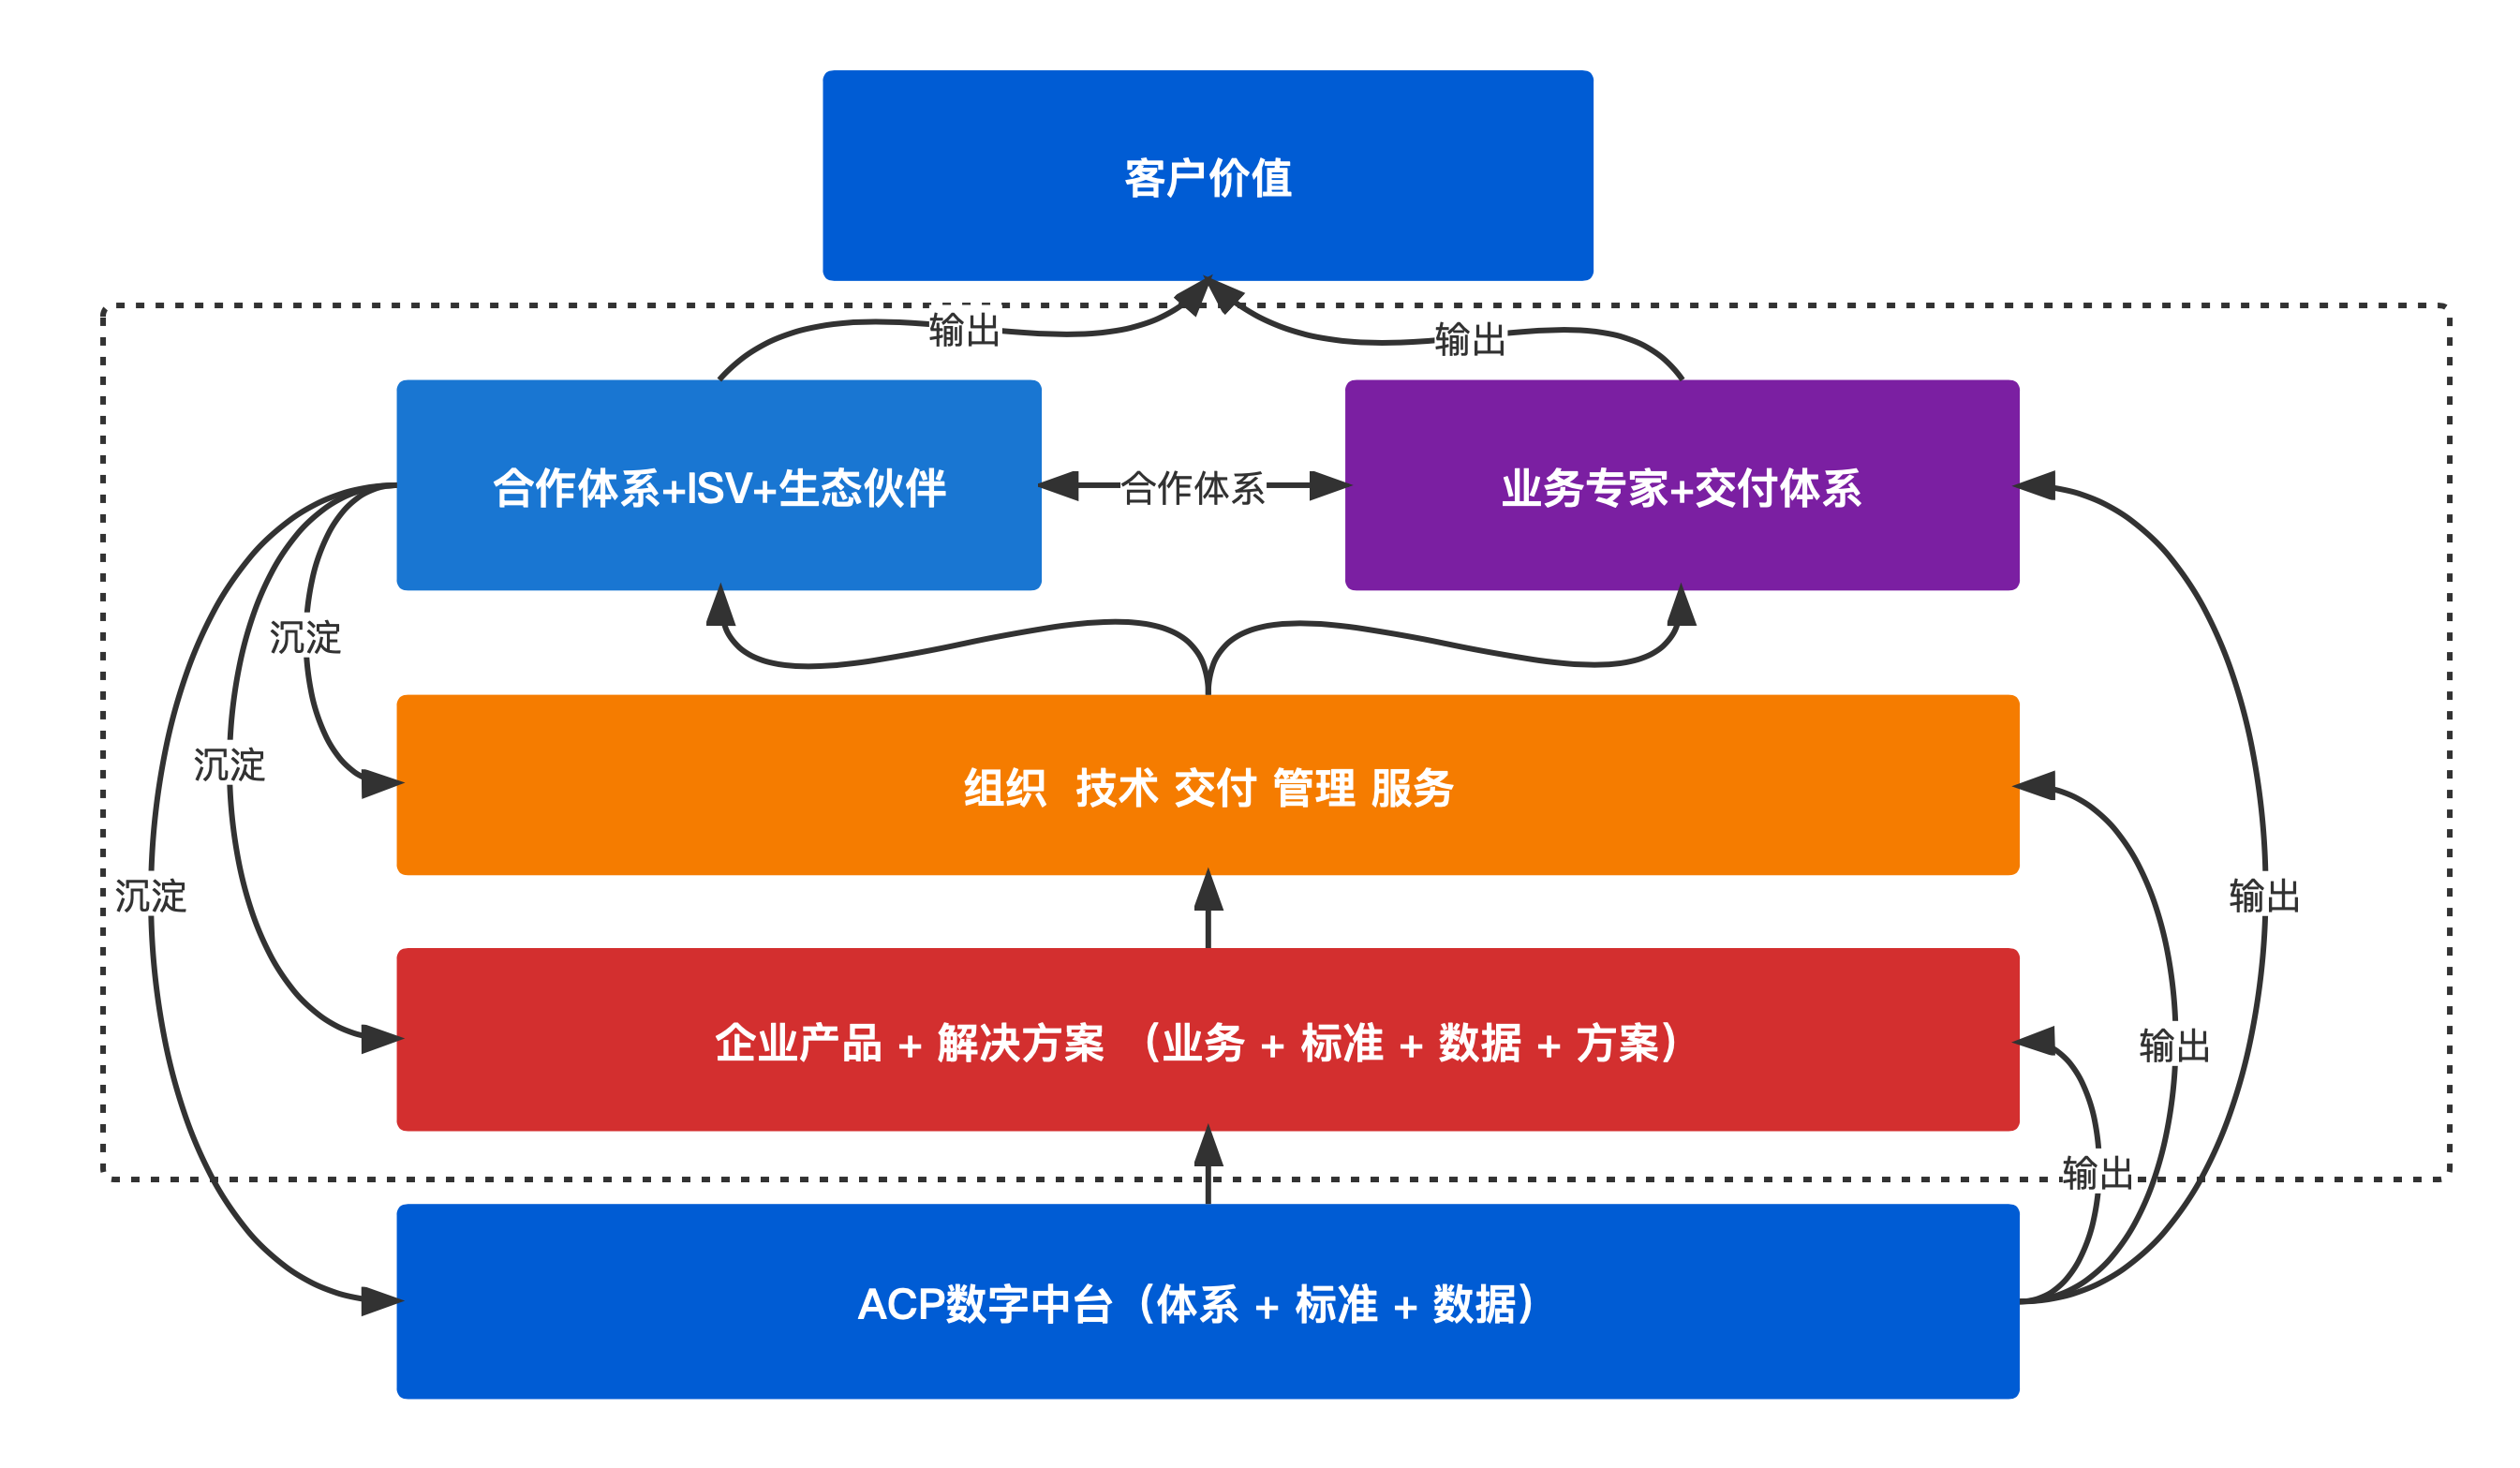 客户价值
输出
输出
合作体系+ISV+生态伙伴
合作体系
业务专家+交付体系
沉淀
沉淀
组织 技术 交付 管理 服务
沉淀
输出
企业产品 + 解决方案 （业务 + 标准 + 数据 + 方案）
输出
输出
ACP数字中台（体系 + 标准 + 数据）